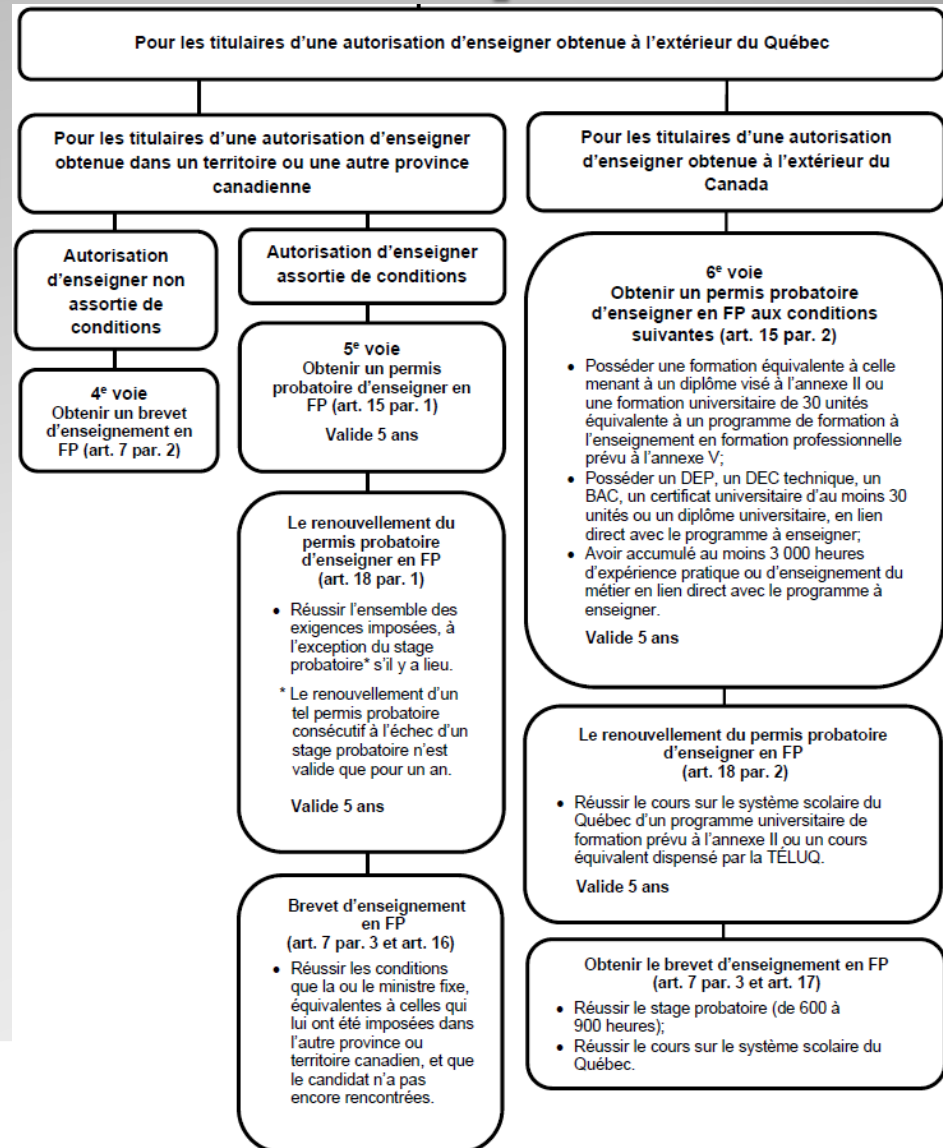 Pour les titulaires d'une autorisation d'enseigner obtenue à l'extérieur du Québec
Pour les titulaires d'une autorisation d'enseigner
obtenue dans un territoire ou une autre province
canadienne
Autorisation
d'enseigner non
assortie de
conditions
4e voie
Obtenir un brevet
d'enseignement en
FP (art. 7 par. 2)
Autorisation d'enseigner
assortie de conditions
5e voie
Obtenir un permis
probatoire d'enseigner en
FP (art. 15 par. 1)
Valide 5 ans
Le renouvellement du
permis probatoire
d'enseigner en FP
(art. 18 par. 1)
• Réussir l'ensemble des
exigences imposées, à
l'exception du stage
probatoire* s'il y a lieu.
* Le renouvellement d'un
tel permis probatoire
consécutif à l'échec d'un
stage probatoire n'est
valide que pour un an.
Valide 5 ans
Brevet d'enseignement
en FP
(art. 7 par. 3 et art. 16)
• Réussir les conditions
que la ou le ministre fixe,
équivalentes à celles qui
lui ont été imposées dans
l'autre province ou
territoire canadien, et que
le candidat n'a pas
encore rencontrées.
Pour les titulaires d'une autorisation
d'enseigner obtenue à l'extérieur du
Canada
6e voie
Obtenir un permis probatoire
d'enseigner en FP aux conditions
suivantes (art. 15 par. 2)
• Posséder une formation équivalente à celle
menant à un diplôme visé à l'annexe II ou
une formation universitaire de 30 unités
équivalente à un programme de formation à
l'enseignement en formation professionnelle
prévu à l'annexe V;
• Posséder un DEP, un DEC technique, un
BAC, un certificat universitaire d'au moins 30
unités ou un diplôme universitaire, en lien
direct avec le programme à enseigner;
• Avoir accumulé au moins 3 000 heures
d'expérience pratique ou d'enseignement du
métier en lien direct avec le programme à
enseigner.
Valide 5 ans
Le renouvellement du permis probatoire
d'enseigner en FP
(art. 18 par. 2)
• Réussir le cours sur le système scolaire du
Québec d'un programme universitaire de
formation prévu à l'annexe II ou un cours
équivalent dispensé par la TÉLUQ.
Valide 5 ans
Obtenir le brevet d'enseignement en FP
(art. 7 par. 3 et art. 17)
• Réussir le stage probatoire (de 600 à
900 heures);
• Réussir le cours sur le système scolaire du
Québec.